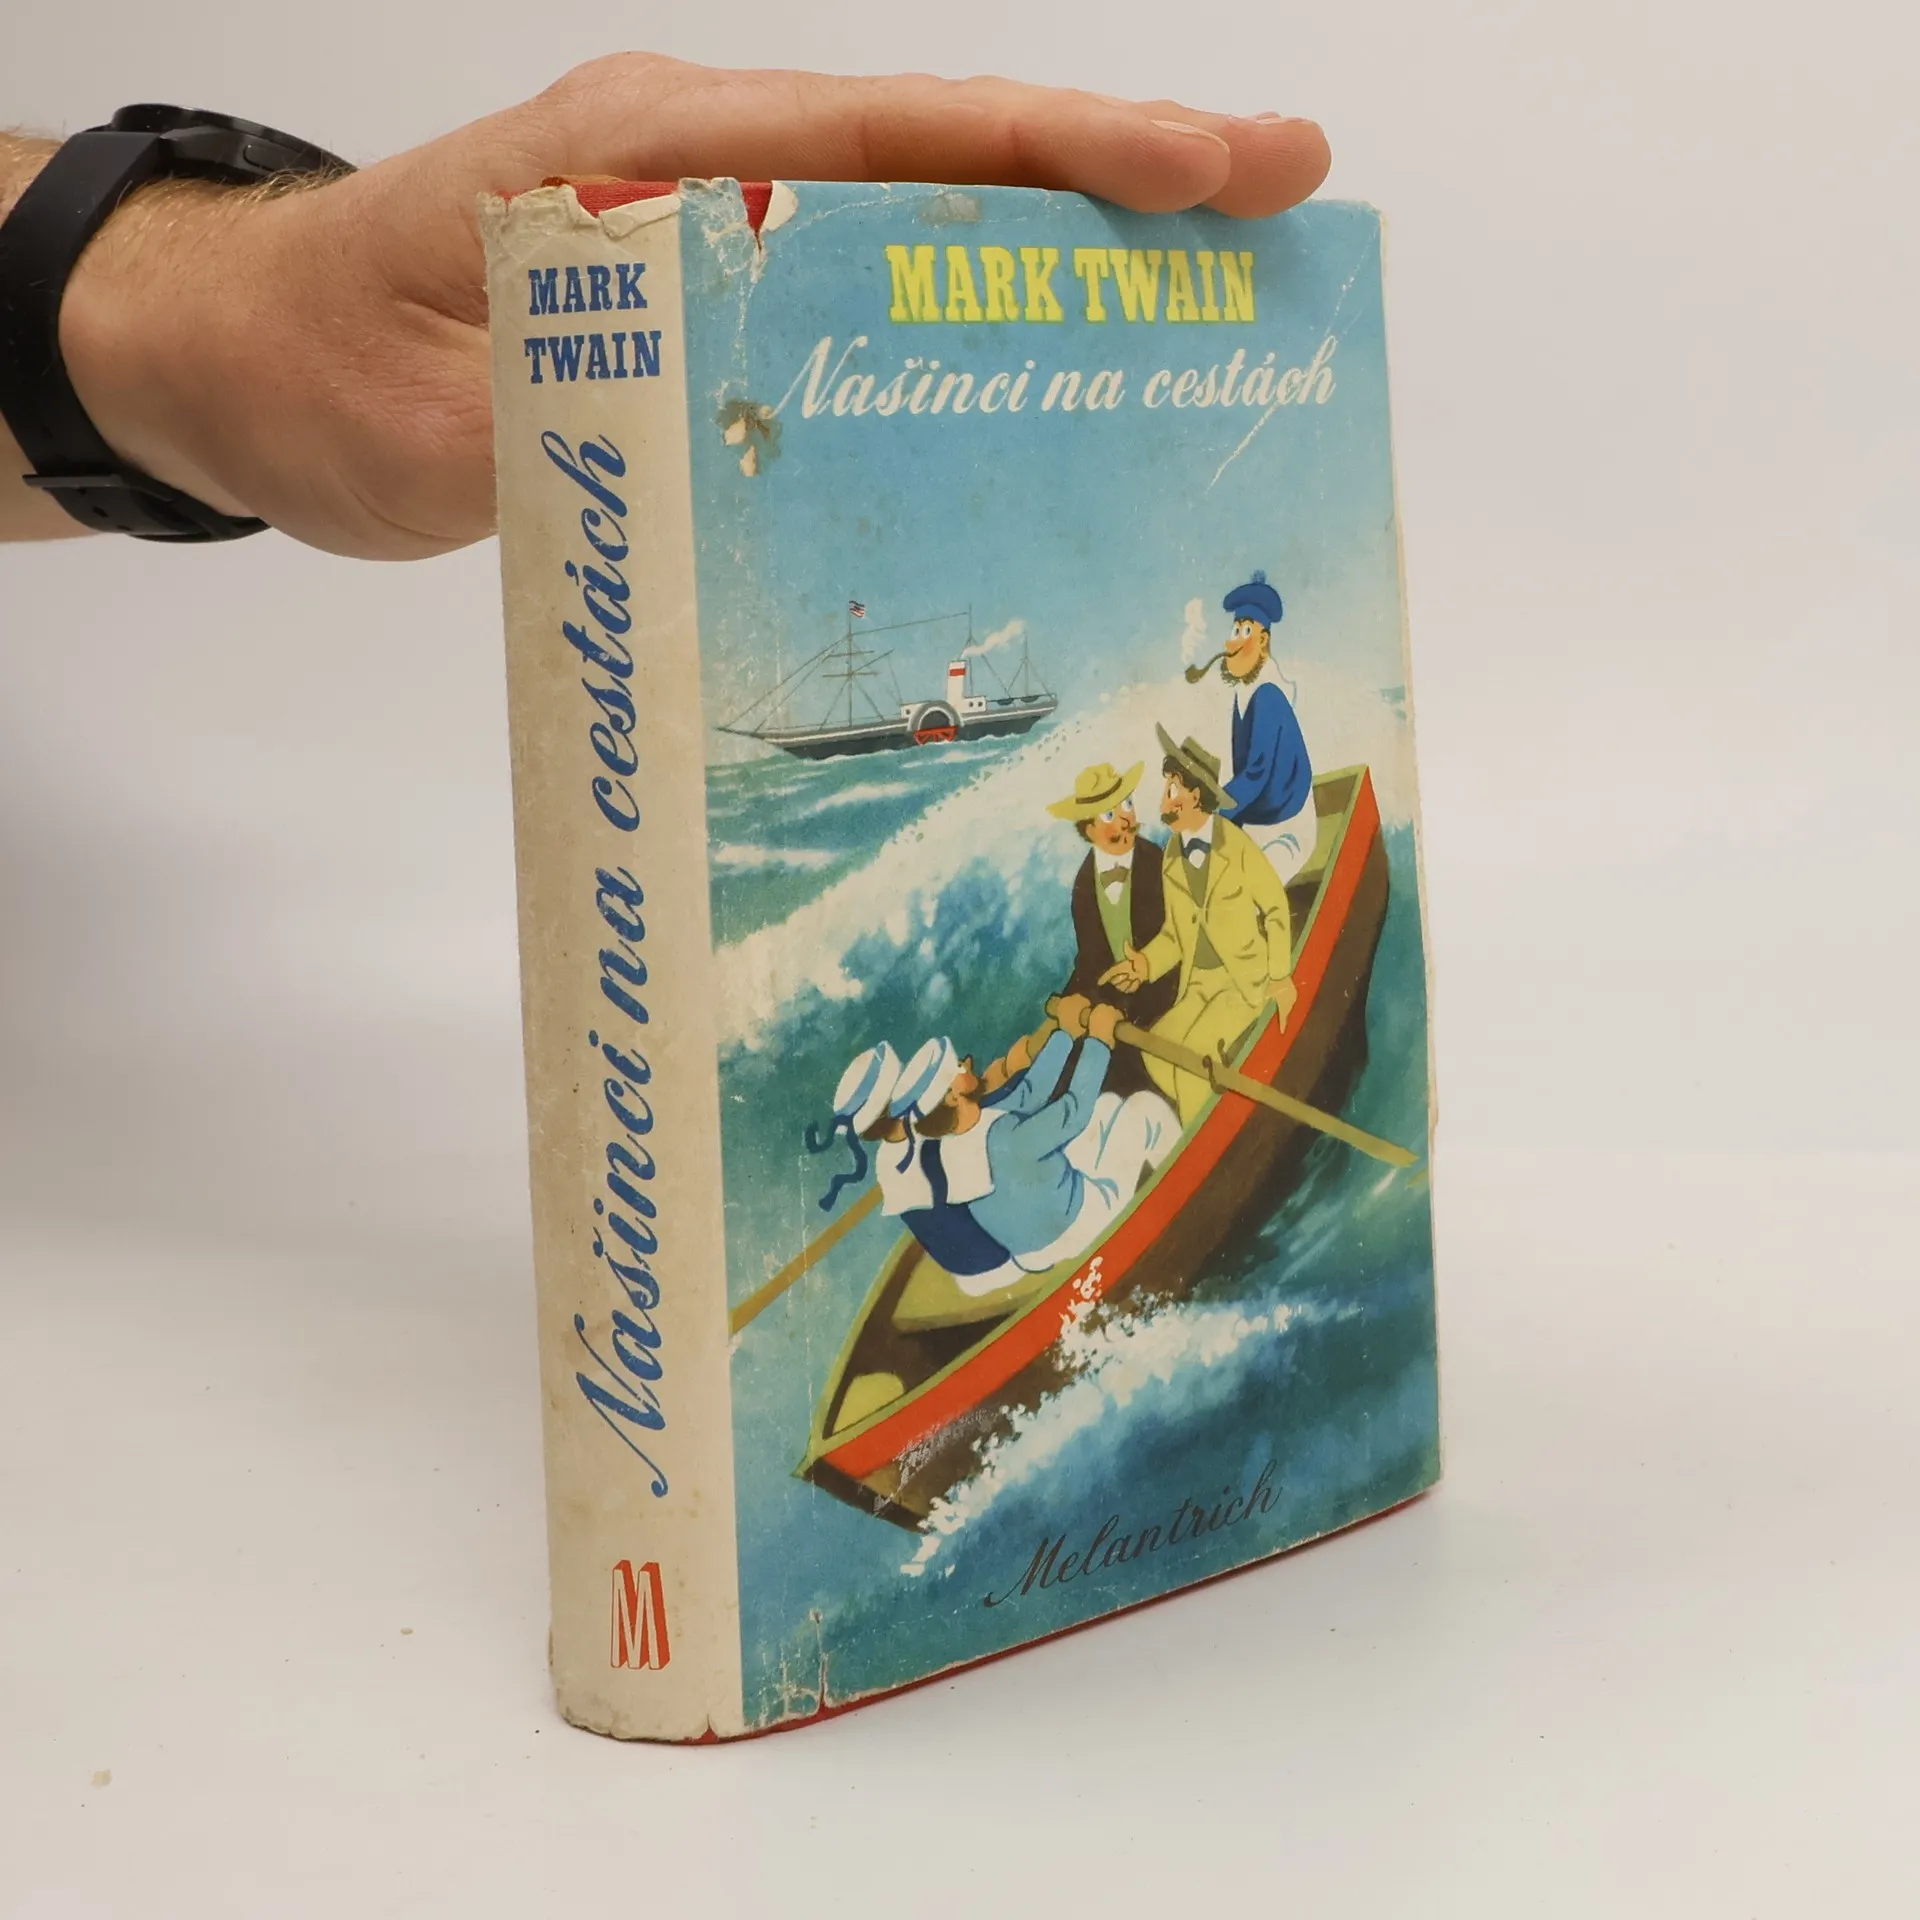 MARK
TWAIN
Našinci na cestách
M
MARK TWAIN
Našinci na cestách
Melantrich